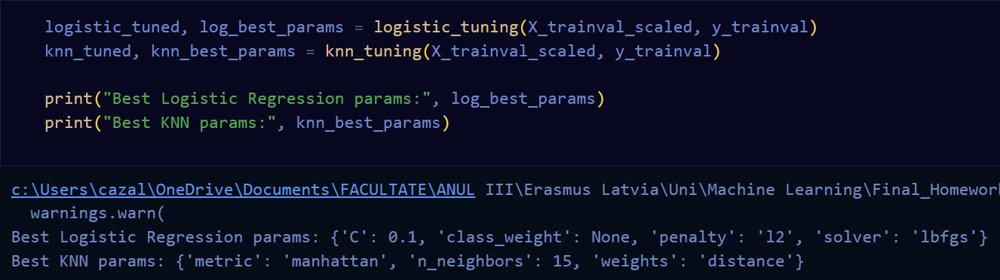 logistic_tuned, log_best_params = logistic_tuning(X_trainval_scaled, y_trainval)
knn_tuned, knn_best_params = knn_tuning(X_trainval_scaled, y_trainval)
print("Best Logistic Regression params:", log_best_params)
print("Best KNN params:", knn_best_params)
c:\Users\cazal\OneDrive\Documents\FACULTATE\ANUL III\Erasmus Latvia\Uni\Machine Learning\Final_Homework
warnings.warn(
Best Logistic Regression params: {'C': 0.1, 'class_weight': None, 'penalty': 'l2', 'solver': 'lbfgs'}
Best KNN params: {'metric': 'manhattan', 'n_neighbors': 15, 'weights': 'distance'}